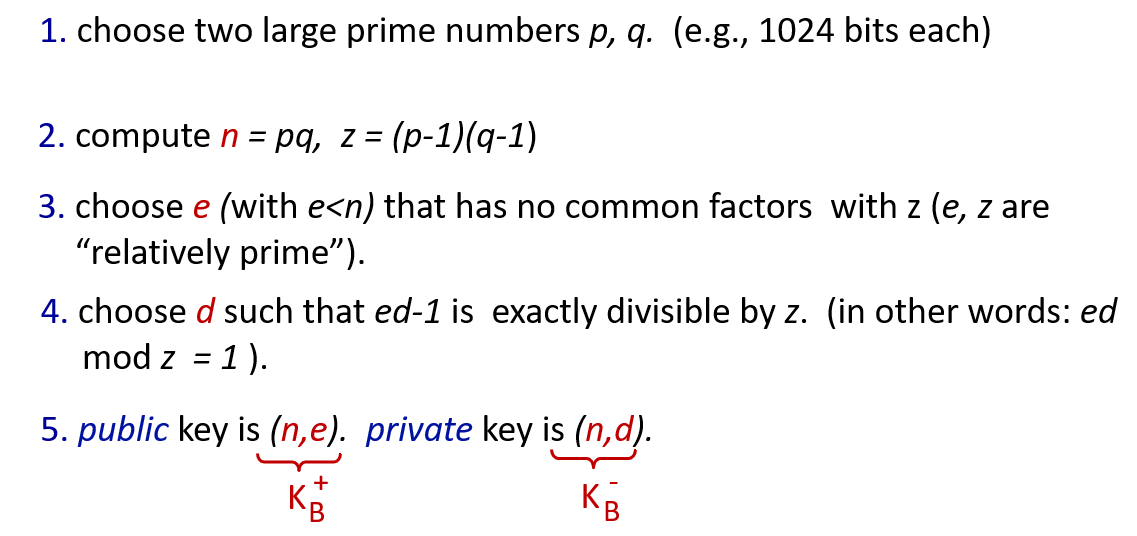 1. choose two large prime numbers p, q. (e.g., 1024 bits each)
2. compute n = pq, z = (p-1)(q-1)
3. choose e (with e<n) that has no common factors with z (e, z are
“relatively prime”).
4. choose d such that ed-1 is exactly divisible by z. (in other words: ed
mod z = 1 ).
5. public key is (n,e). private key is (n,d).
K_B^+ K_B^-